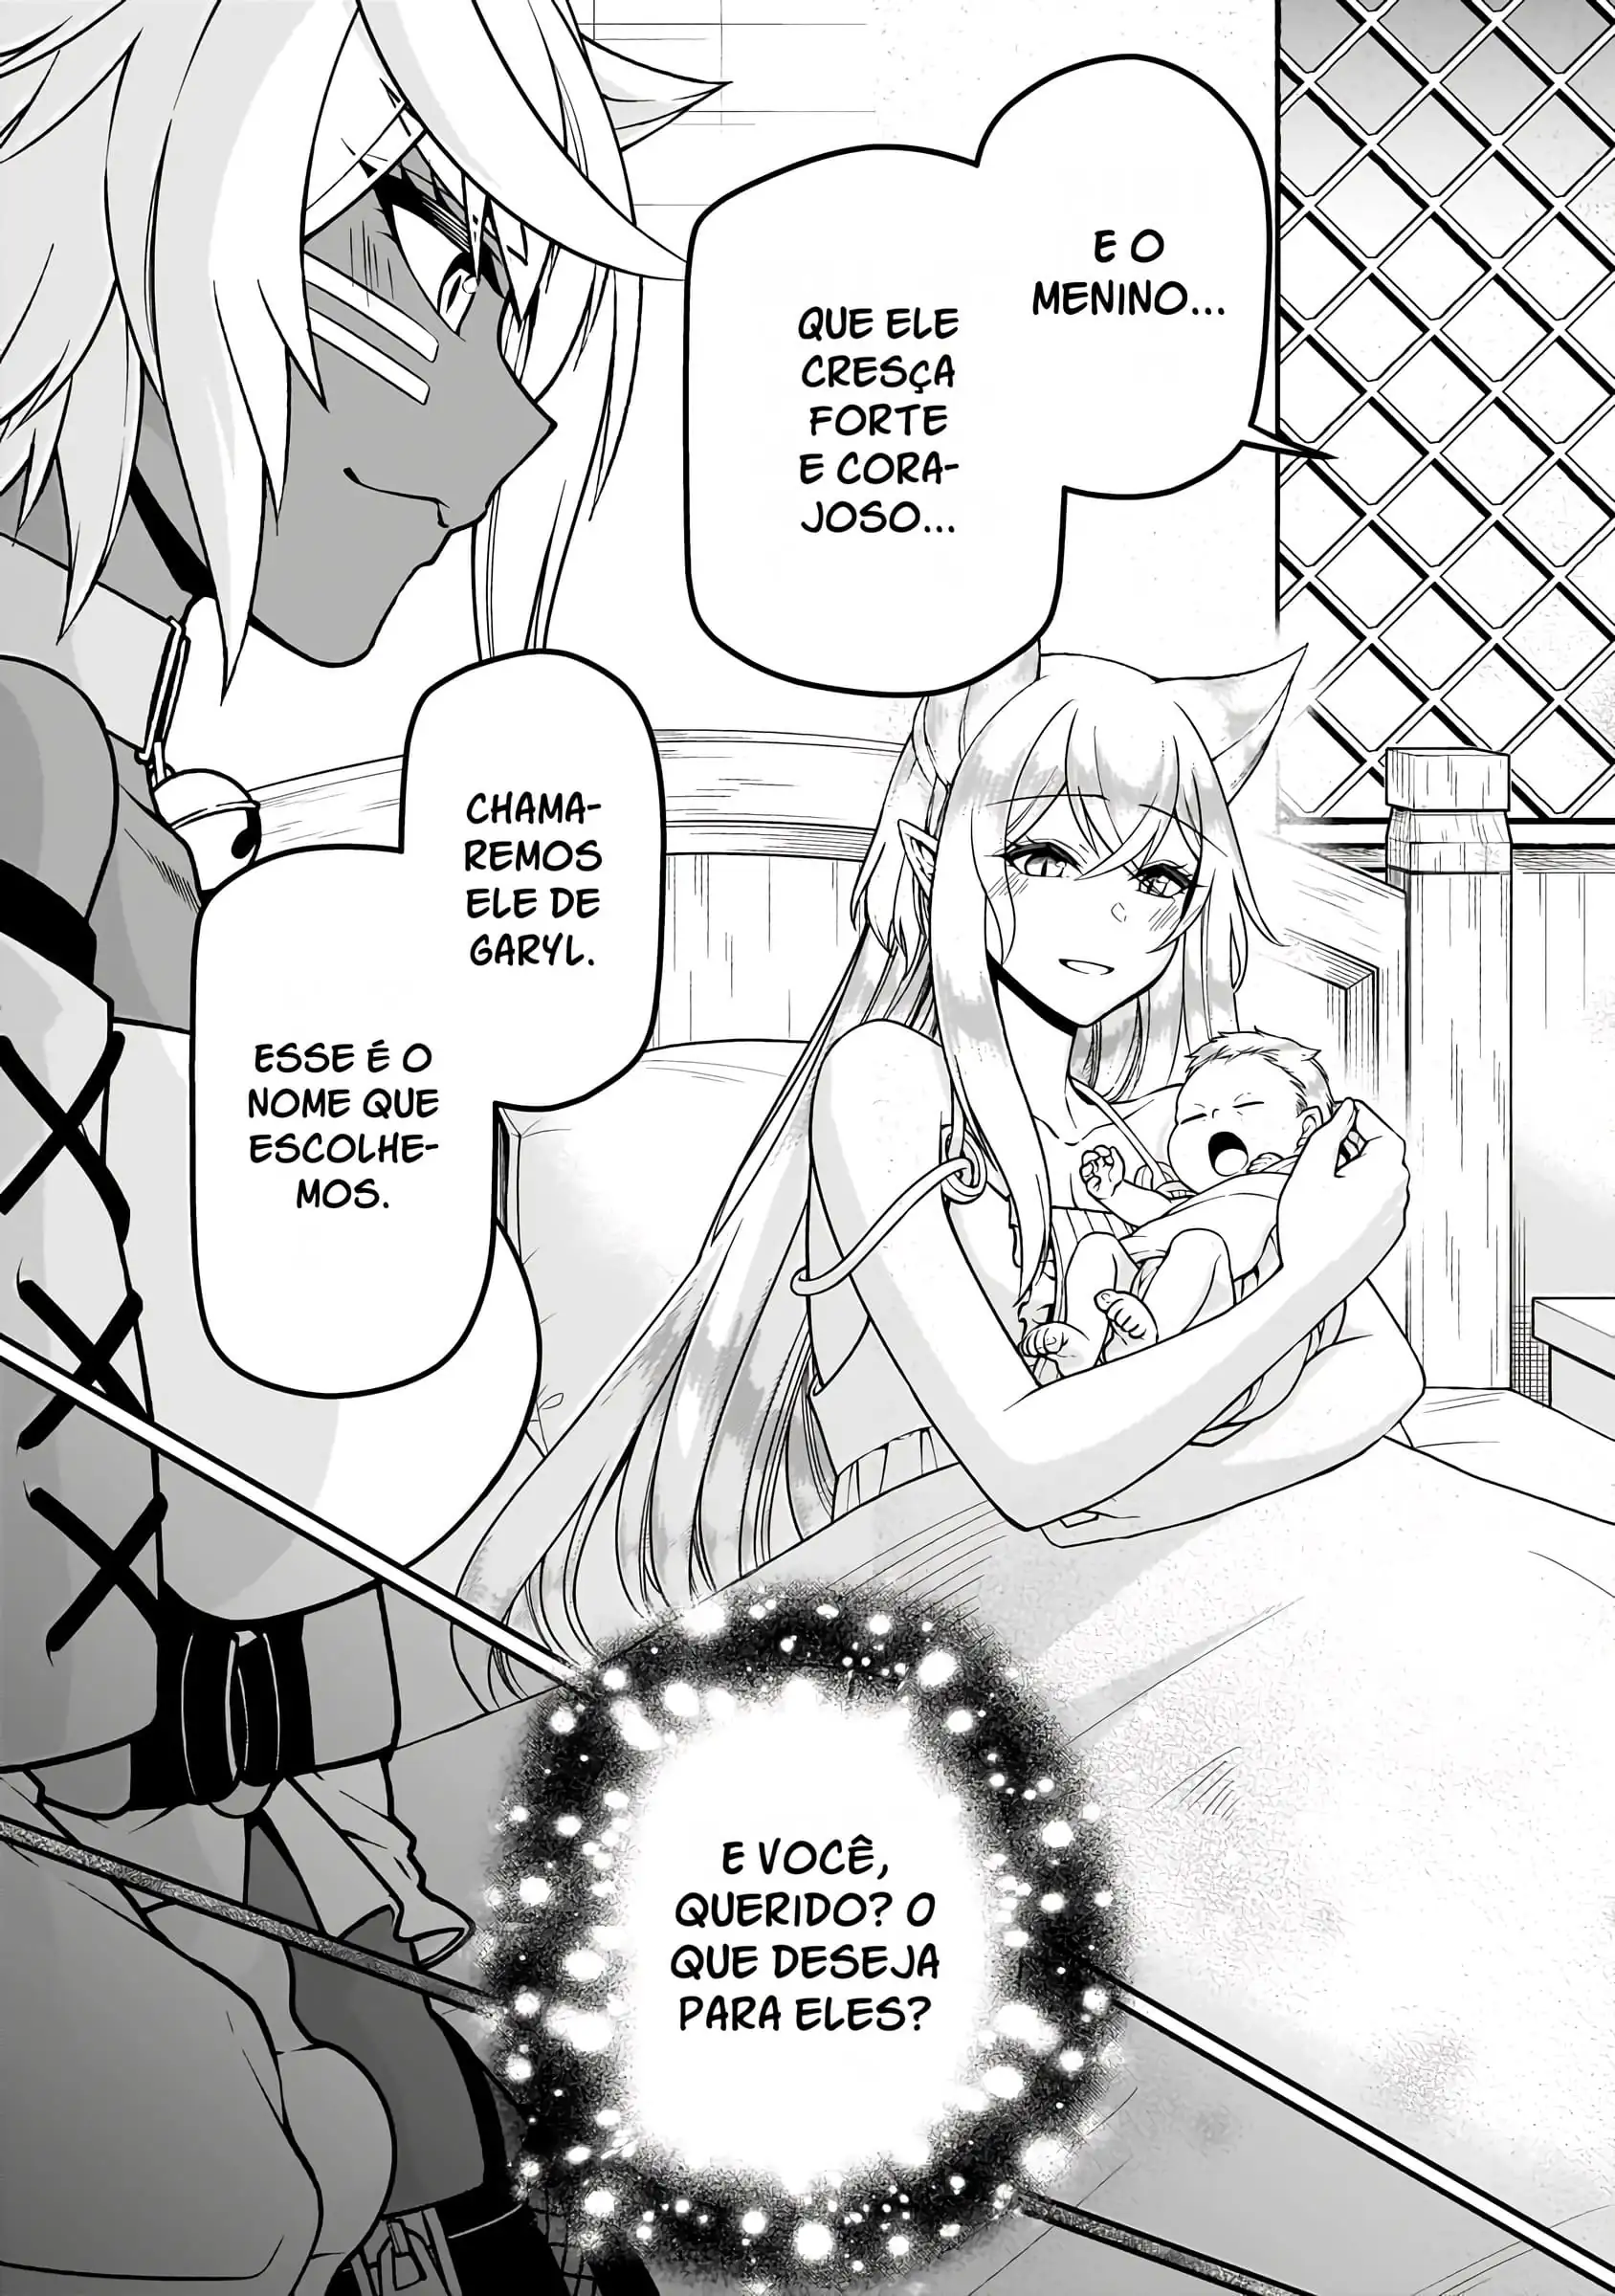 E O
MENINO...
QUE ELE
CRESÇA
FORTE
E CORA-
JOSO...
CHAMA-
REMOS
ELE DE
GARYL.
ESSE É O
NOME QUE
ESCOLHE-
MOS.
E VOCÊ,
QUERIDO? O
QUE DESEJA
PARA ELES?